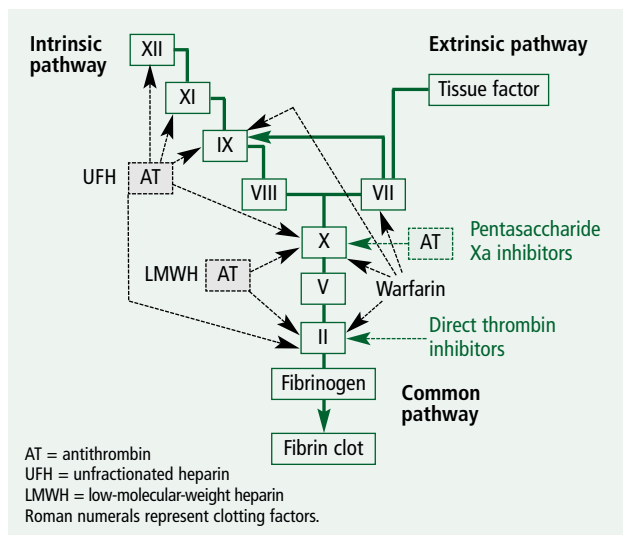 Intrinsic
pathway
XII
Extrinsic pathway
XI
Tissue factor
IX
UFH
AT
VIII
VII
X
AT
Pentasaccharide
Xa inhibitors
LMWH
AT
V
Warfarin
II
Direct thrombin
inhibitors
Fibrinogen
Common
pathway
Fibrin clot
AT = antithrombin
UFH = unfractionated heparin
LMWH = low-molecular-weight heparin
Roman numerals represent clotting factors.